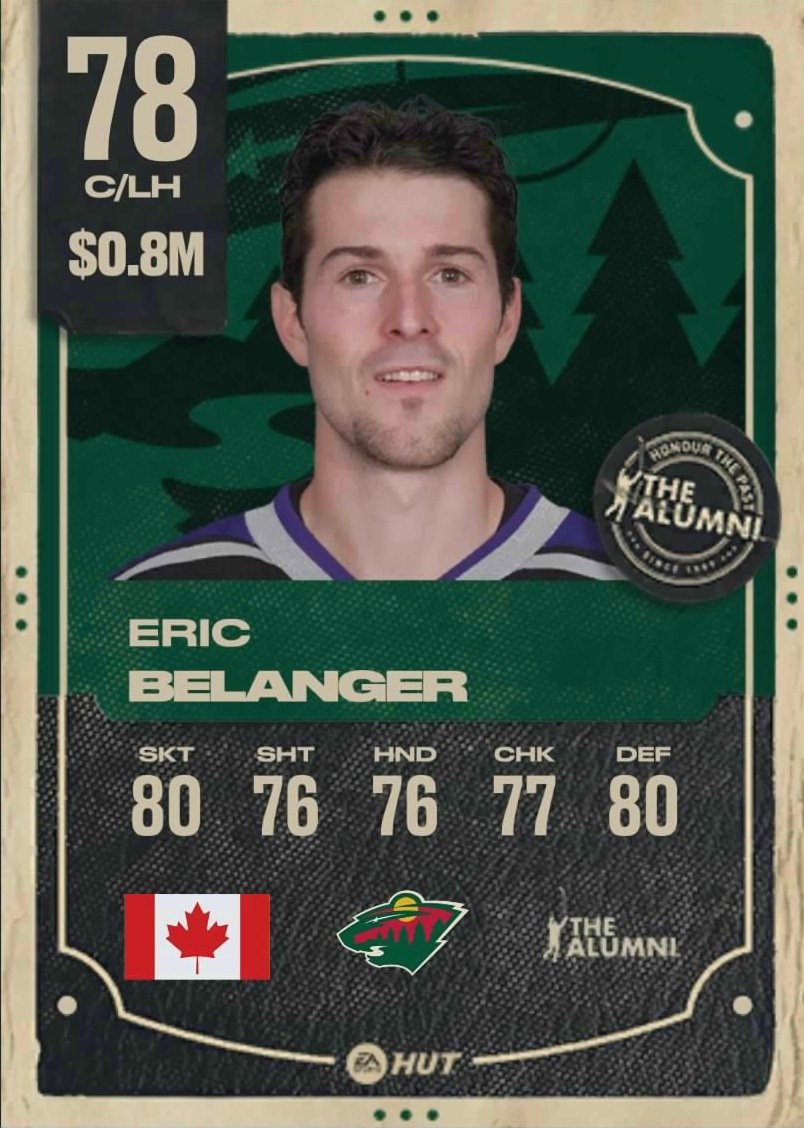 78
C/LH
$0.8M
HONOUR THE PAST
THE
ALUMNI
ERIC
BELANGER
SKT SHT HND CHK DEF
80 76 76 77 80
THE
ALUMNI
EA
HUT